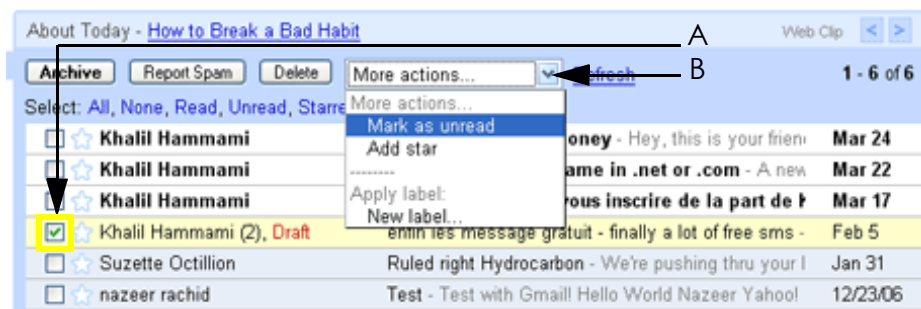 About Today - How to Break a Bad Habit Web Clip < >
A
Archive Report Spam Delete More actions... Refresh 1 - 6 of 6
B
Select: All, None, Read, Unread, Starre
More actions...
Mark as unread
Add star
--------
Apply label:
New label...
Khalil Hammami oney - Hey, this is your frien Mar 24
Khalil Hammami ame in .net or .com - A new Mar 22
Khalil Hammami vous inscrire de la part de Mar 17
Khalil Hammami (2), Draft enfin les message gratuit - finally a lot of free sms - Feb 5
Suzette Octillion Ruled right Hydrocarbon - We're pushing thru your Jan 31
nazeer rachid Test - Test with Gmail! Hello World Nazeer Yahoo! 12/23/06